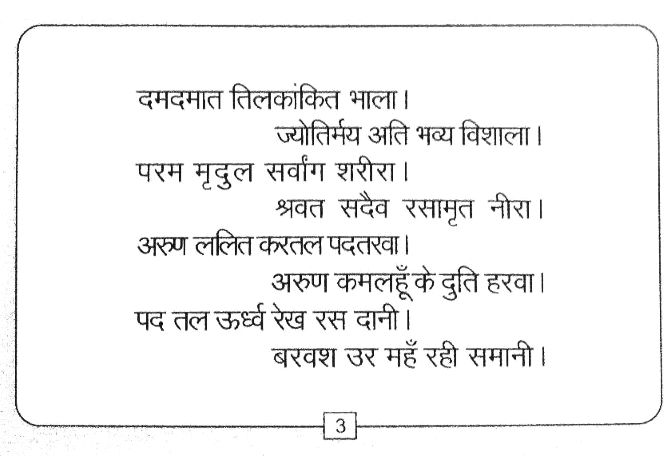 दमदमात तिलकांकित भाला।
ज्योतिर्मय अति भव्य विशाला।
परम मृदुल सर्वांग शरीरा।
श्रवत सदैव रसामृत नीरा।
अरुण ललित करतल पदतरवा।
अरुण कमलहूँ के दुति हरवा।
पद तल ऊर्ध्व रेख रस दानी।
बरवश उर महँ रही समानी।
3